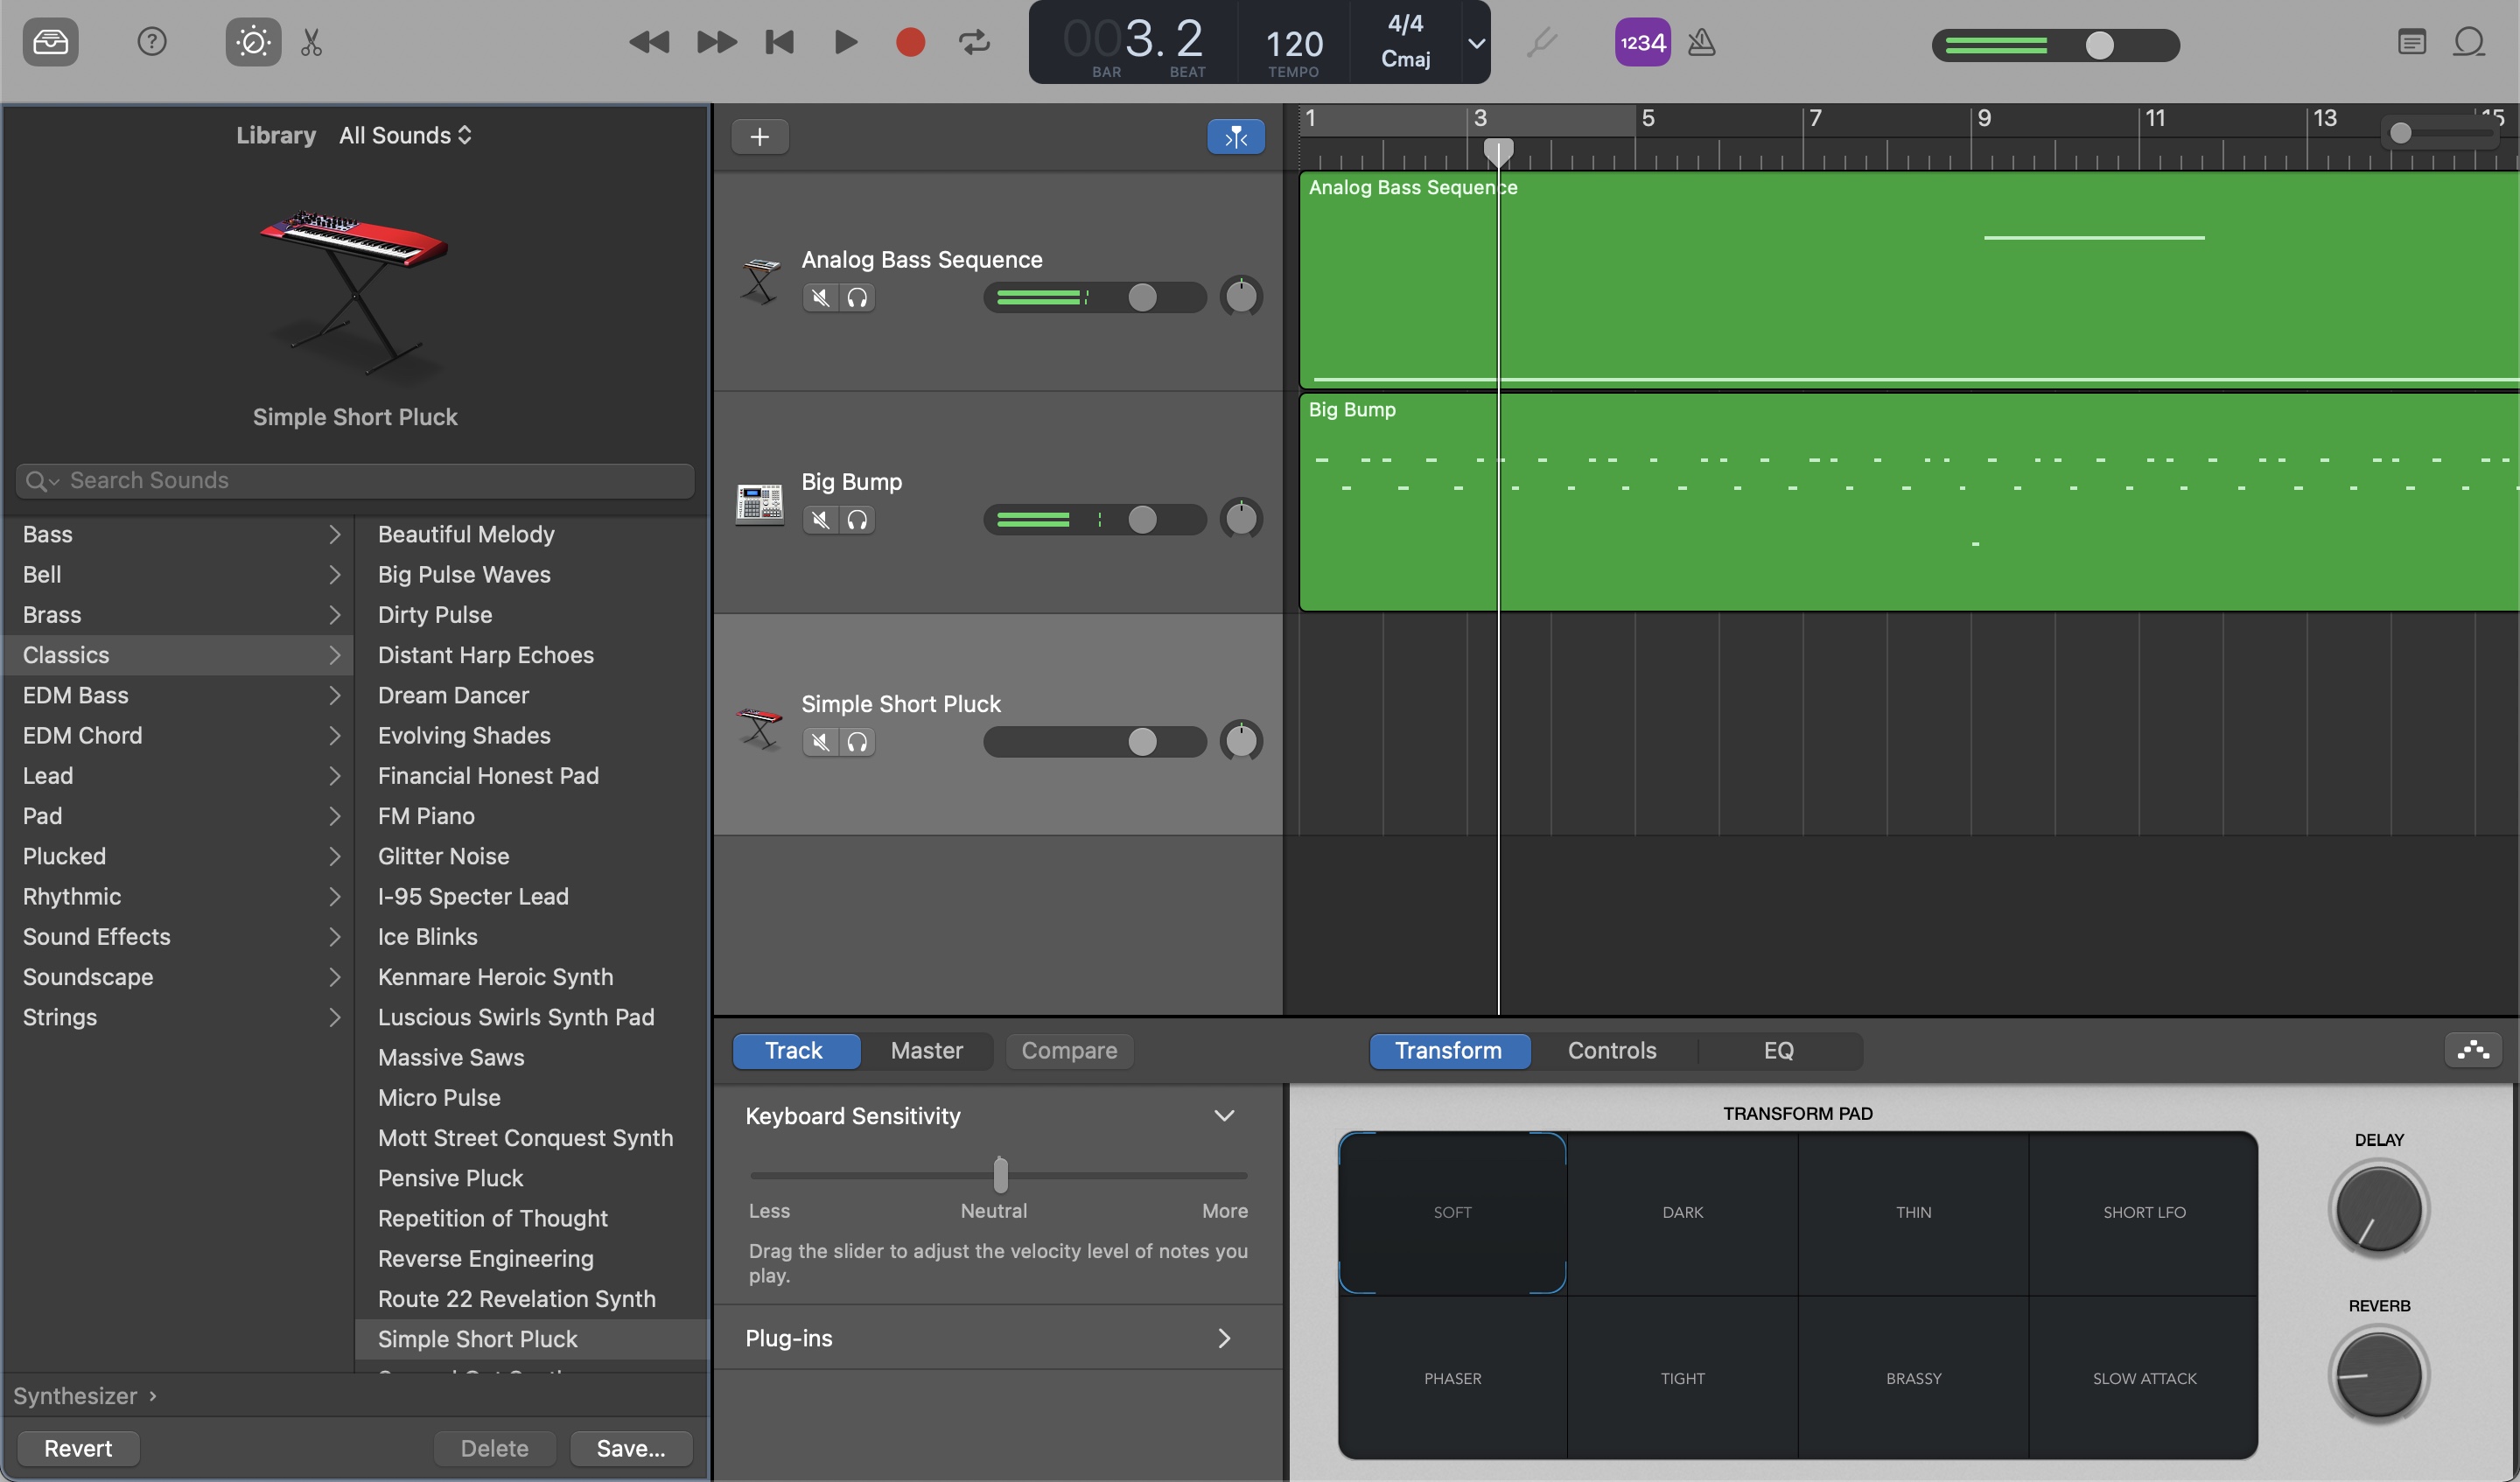 003. 2
BAR BEAT
120
TEMPO
4/4
Cmaj
1234
Library All Sounds
Simple Short Pluck
Search Sounds
Bass
Bell
Brass
Classics
EDM Bass
EDM Chord
Lead
Pad
Plucked
Rhythmic
Sound Effects
Soundscape
Strings
Beautiful Melody
Big Pulse Waves
Dirty Pulse
Distant Harp Echoes
Dream Dancer
Evolving Shades
Financial Honest Pad
FM Piano
Glitter Noise
I-95 Specter Lead
Ice Blinks
Kenmare Heroic Synth
Luscious Swirls Synth Pad
Massive Saws
Micro Pulse
Mott Street Conquest Synth
Pensive Pluck
Repetition of Thought
Reverse Engineering
Route 22 Revelation Synth
Simple Short Pluck
Synthesizer ›
Revert Delete Save...
1 3 5 7 9 11 13 15
Analog Bass Sequence
Analog Bass Sequence
Big Bump
Big Bump
Simple Short Pluck
Track Master Compare
Transform Controls EQ
Keyboard Sensitivity
Less Neutral More
Drag the slider to adjust the velocity level of notes you
play.
Plug-ins
TRANSFORM PAD
SOFT DARK THIN SHORT LFO
PHASER TIGHT BRASSY SLOW ATTACK
DELAY
REVERB